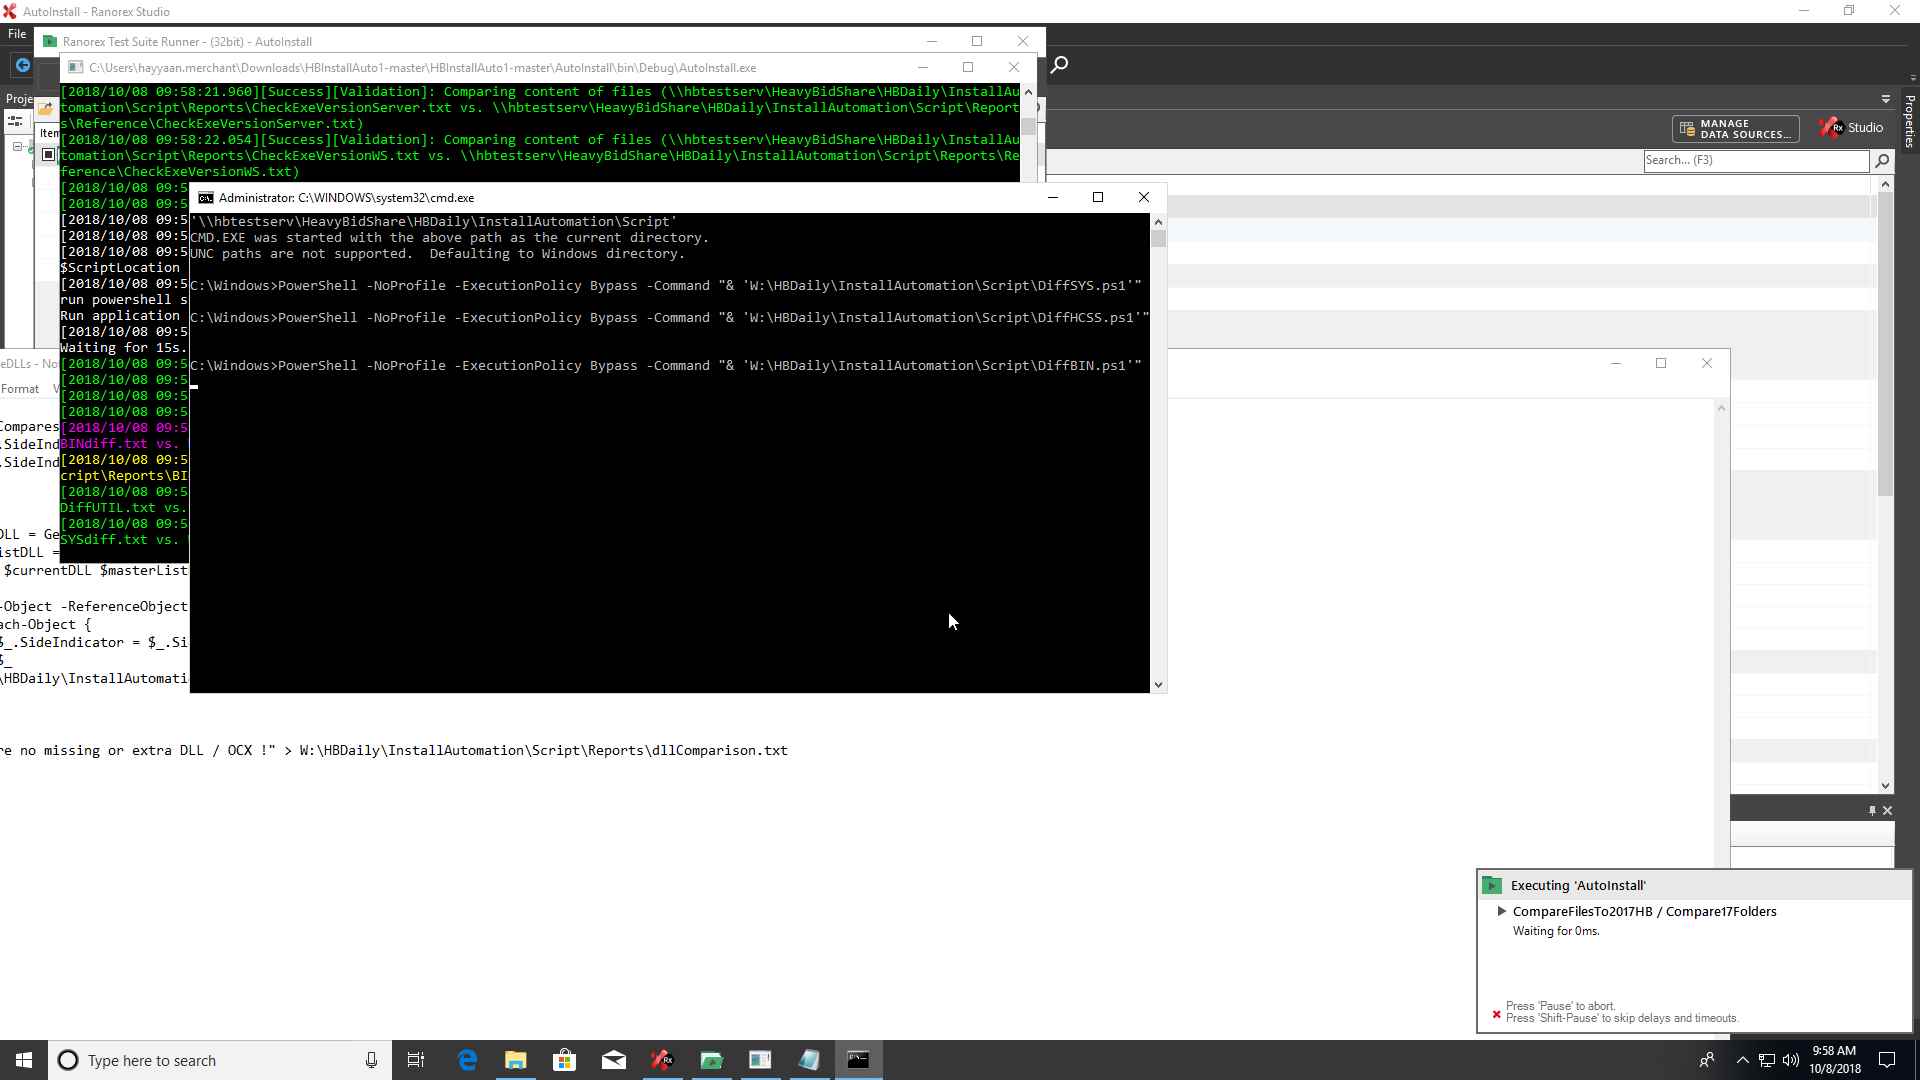 AutoInstall - Ranorex Studio
File
Ranorex Test Suite Runner - (32bit) - AutoInstall
C:\Users\hayyaan.merchant\Downloads\HBInstallAuto1-master\HBInstallAuto1-master\AutoInstall\bin\Debug\AutoInstall.exe
Proje
Item
[2018/10/08 09:58:21.960][Success][Validation]: Comparing content of files (\\hbtestserv\HeavyBidShare\HBDaily\InstallAu
tomation\Script\Reports\CheckExeVersionServer.txt vs. \\hbtestserv\HeavyBidShare\HBDaily\InstallAutomation\Script\Report
s\Reference\CheckExeVersionServer.txt)
[2018/10/08 09:58:22.054][Success][Validation]: Comparing content of files (\\hbtestserv\HeavyBidShare\HBDaily\InstallAu
tomation\Script\Reports\CheckExeVersionWS.txt vs. \\hbtestserv\HeavyBidShare\HBDaily\InstallAutomation\Script\Reports\Re
ference\CheckExeVersionWS.txt)
[2018/10/08 09:5
[2018/10/08 09:5
[2018/10/08 09:5
[2018/10/08 09:5
[2018/10/08 09:5
$ScriptLocation
[2018/10/08 09:5
run powershell s
Run application
[2018/10/08 09:5
Waiting for 15s.
[2018/10/08 09:5
[2018/10/08 09:5
[2018/10/08 09:5
[2018/10/08 09:5
[2018/10/08 09:5
BINdiff.txt vs.
[2018/10/08 09:5
cript\Reports\BI
[2018/10/08 09:5
DiffUTIL.txt vs.
[2018/10/08 09:5
SYSdiff.txt vs.
Administrator: C:\WINDOWS\system32\cmd.exe
'\\hbtestserv\HeavyBidShare\HBDaily\InstallAutomation\Script'
CMD.EXE was started with the above path as the current directory.
UNC paths are not supported.  Defaulting to Windows directory.
C:\Windows>PowerShell -NoProfile -ExecutionPolicy Bypass -Command "& 'W:\HBDaily\InstallAutomation\Script\DiffSYS.ps1'"
C:\Windows>PowerShell -NoProfile -ExecutionPolicy Bypass -Command "& 'W:\HBDaily\InstallAutomation\Script\DiffHCSS.ps1'"
C:\Windows>PowerShell -NoProfile -ExecutionPolicy Bypass -Command "& 'W:\HBDaily\InstallAutomation\Script\DiffBIN.ps1'"
MANAGE
DATA SOURCES...
Rx Studio
Properties
Search... (F3)
eDLLs - No
Format
Compares
.SideInd
.SideInd
DLL = Ge
istDLL =
$currentDLL $masterList
-Object -ReferenceObject
ach-Object {
$_.SideIndicator = $_.Si
$_
\HBDaily\InstallAutomati
re no missing or extra DLL / OCX !" > W:\HBDaily\InstallAutomation\Script\Reports\dllComparison.txt
Executing 'AutoInstall'
CompareFilesTo2017HB / Compare17Folders
Waiting for 0ms.
Press 'Pause' to abort.
Press 'Shift-Pause' to skip delays and timeouts.
Type here to search
9:58 AM
10/8/2018